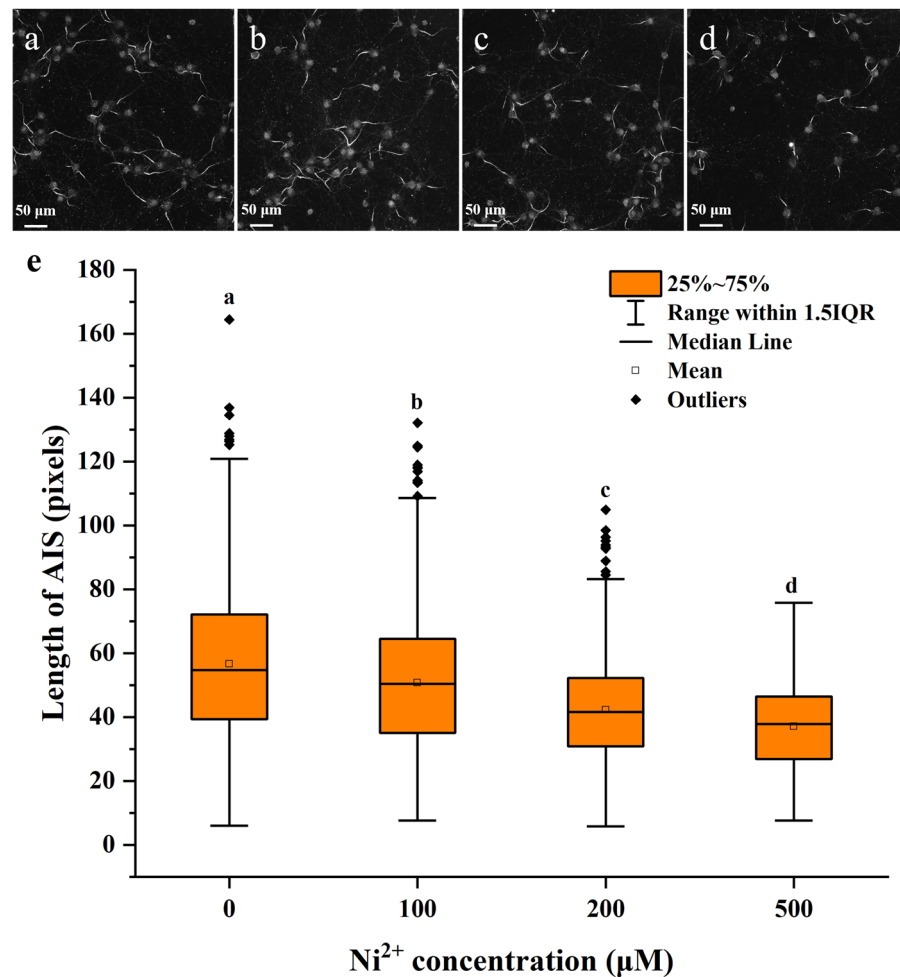 a b c d
50 μm 50 μm 50 μm 50 μm
e
180
160
140
120
100
80
60
40
20
0
Length of AIS (pixels)
a
b
c
d
25%~75%
Range within 1.5IQR
Median Line
Mean
Outliers
0 100 200 500
Ni²⁺ concentration (μM)